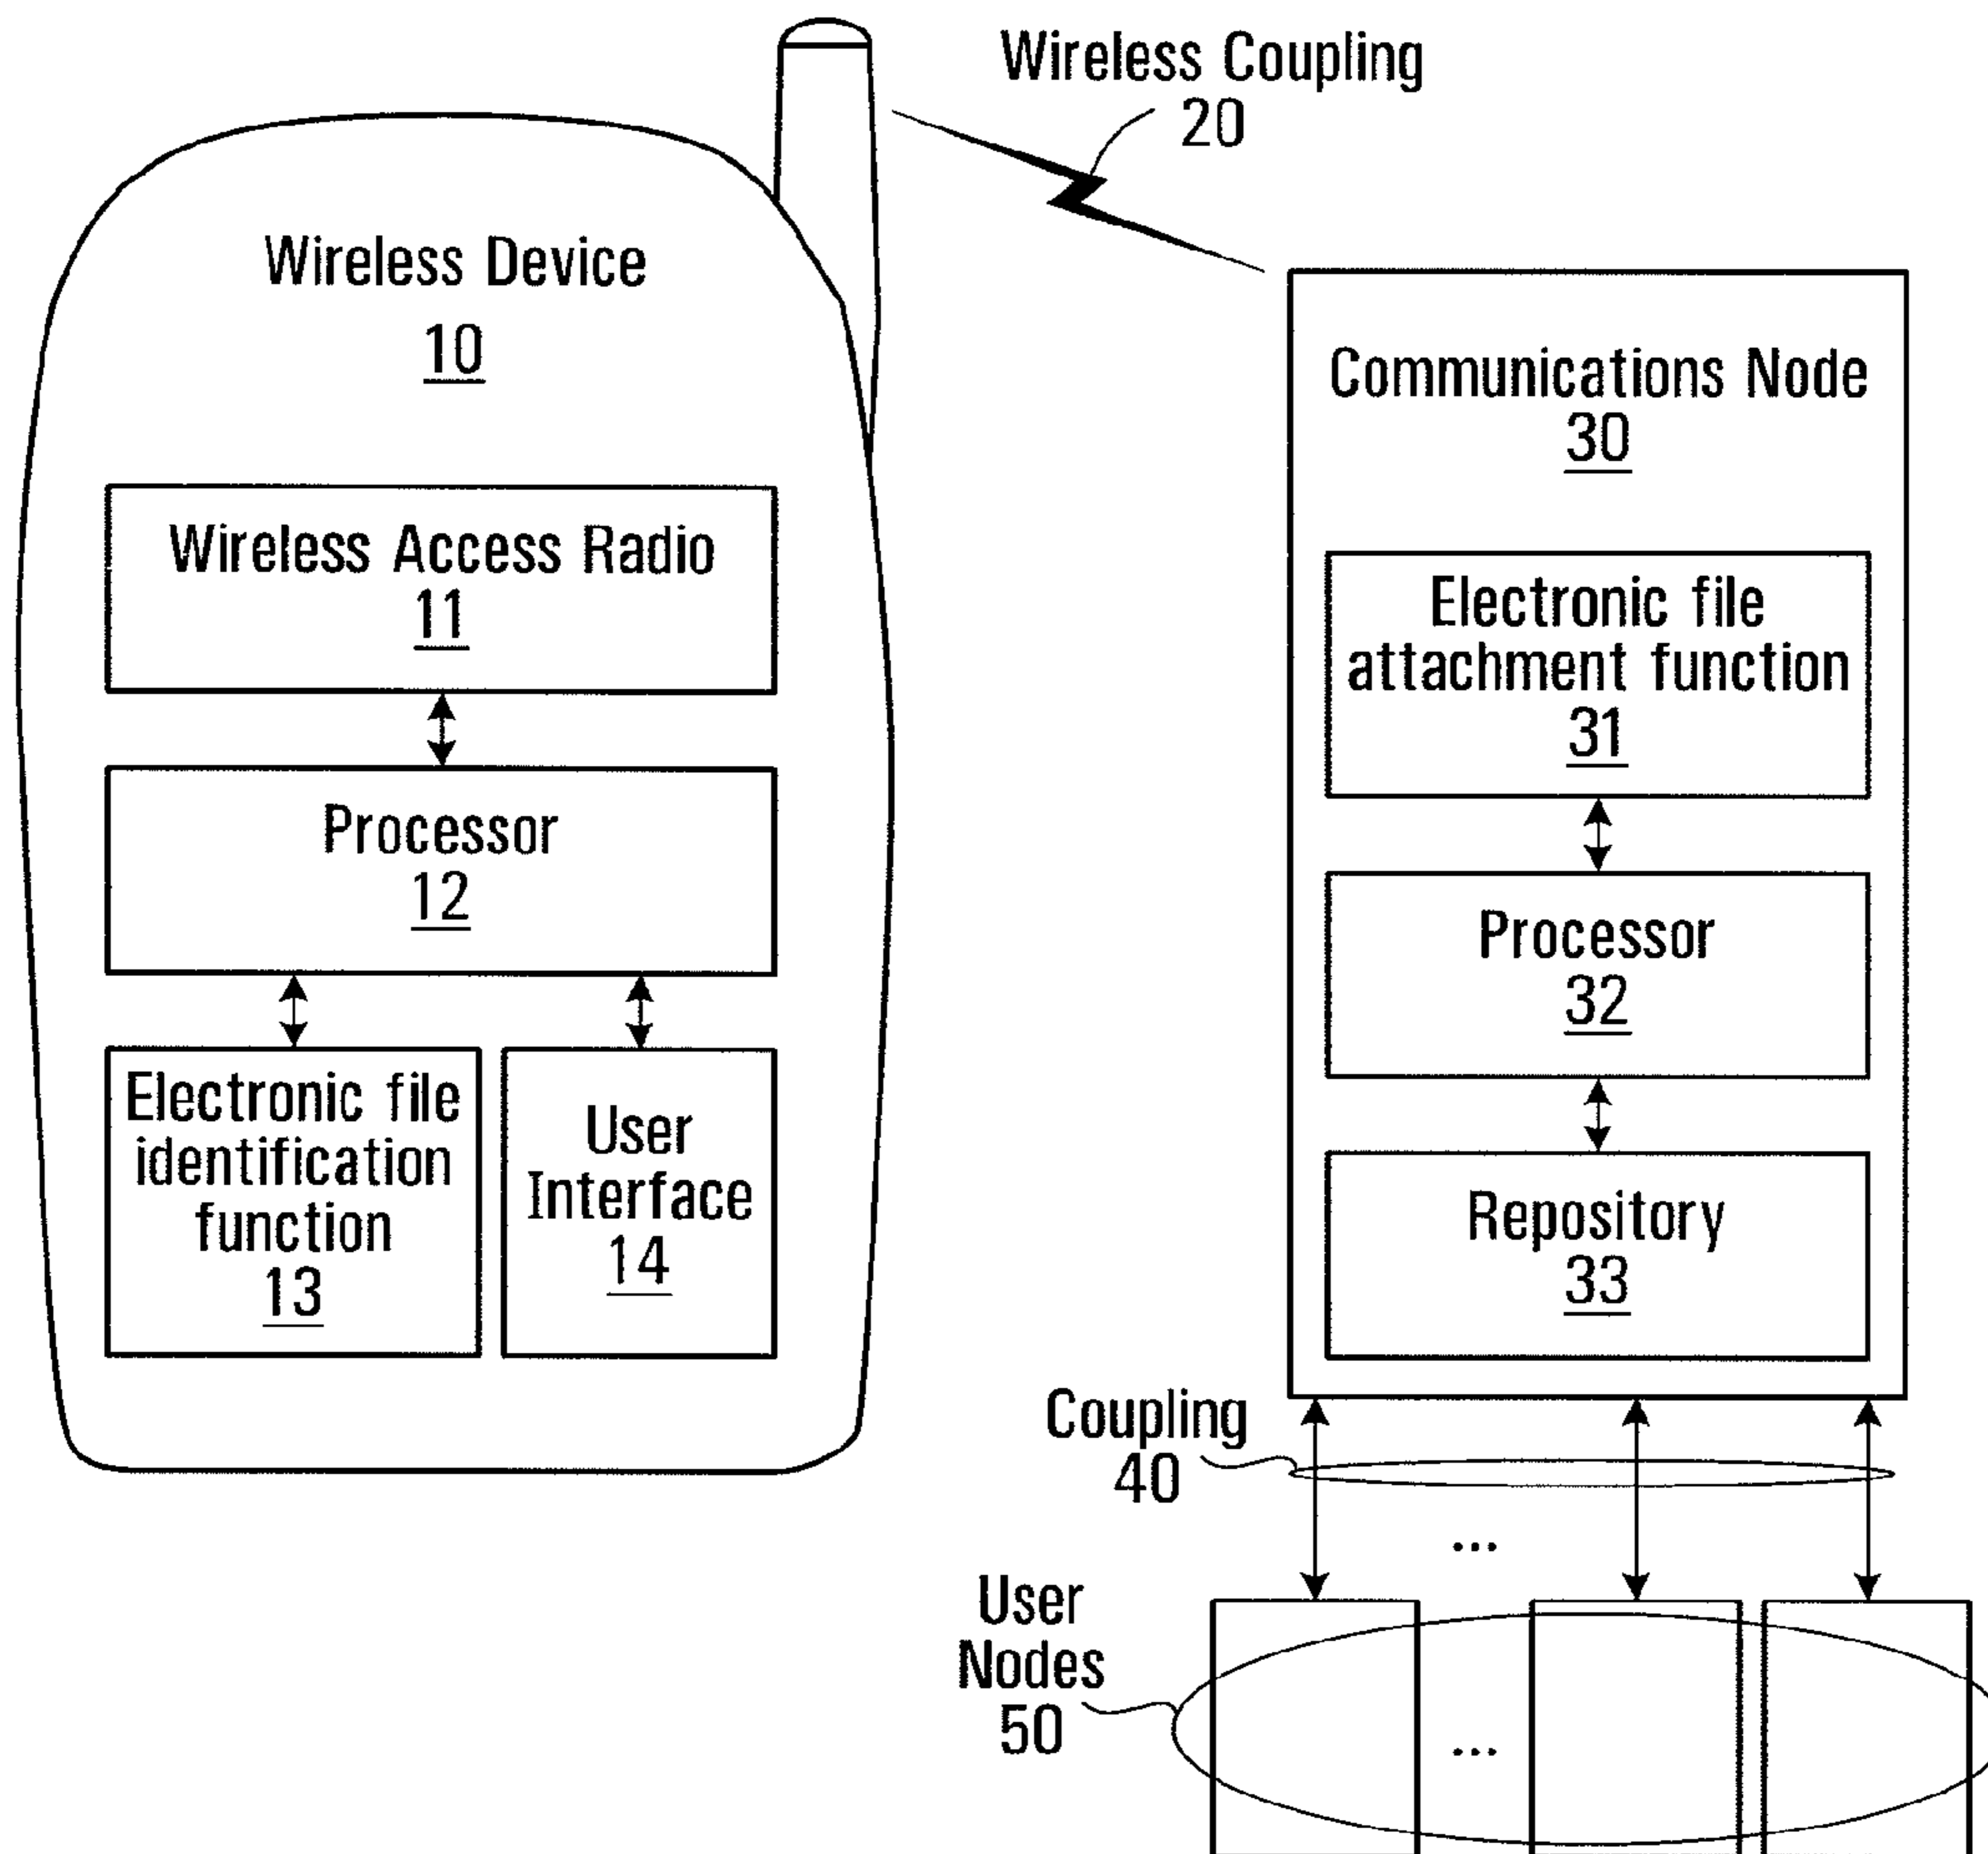 Wireless Coupling
20
Wireless Device
10
Wireless Access Radio
11
Processor
12
Electronic file
identification
function
13
User
Interface
14
Communications Node
30
Electronic file
attachment function
31
Processor
32
Repository
33
Coupling
40
...
User
Nodes
50
...